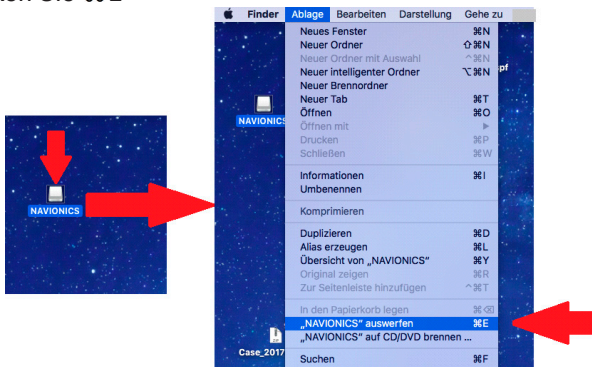 Finder Ablage Bearbeiten Darstellung Gehe zu
Neues Fenster ⌘N
Neuer Ordner ⇧⌘N
Neuer Ordner mit Auswahl ^⌘N
Neuer intelligenter Ordner ⌥⌘N
Neuer Brennordner
Neuer Tab ⌘T
Öffnen ⌘O
Öffnen mit ▶
Drucken ⌘P
Schließen ⌘W
Informationen ⌘I
Umbenennen
Komprimieren
Duplizieren ⌘D
Alias erzeugen ⌘L
Übersicht von „NAVIONICS“ ⌘Y
Original zeigen ⌘R
Zur Seitenleiste hinzufügen ^⌘T
In den Papierkorb legen ⌘⌫
„NAVIONICS“ auswerfen ⌘E
„NAVIONICS“ auf CD/DVD brennen ...
Suchen ⌘F
NAVIONICS
NAVIONICS
Case_2017